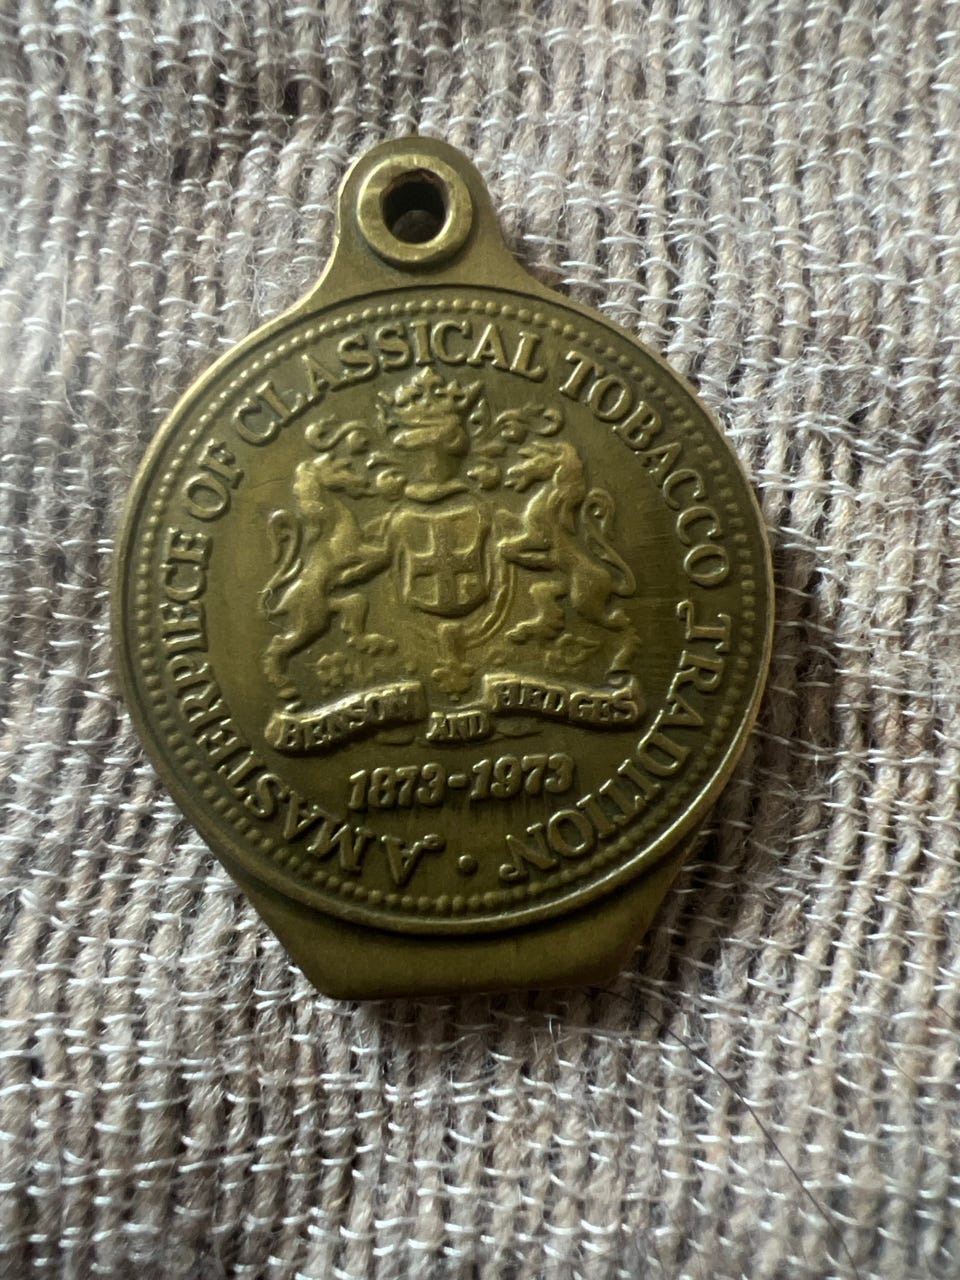 A MASTERPIECE OF CLASSICAL TOBACCO TRADITION •
BENSON AND HEDGES
1873-1973